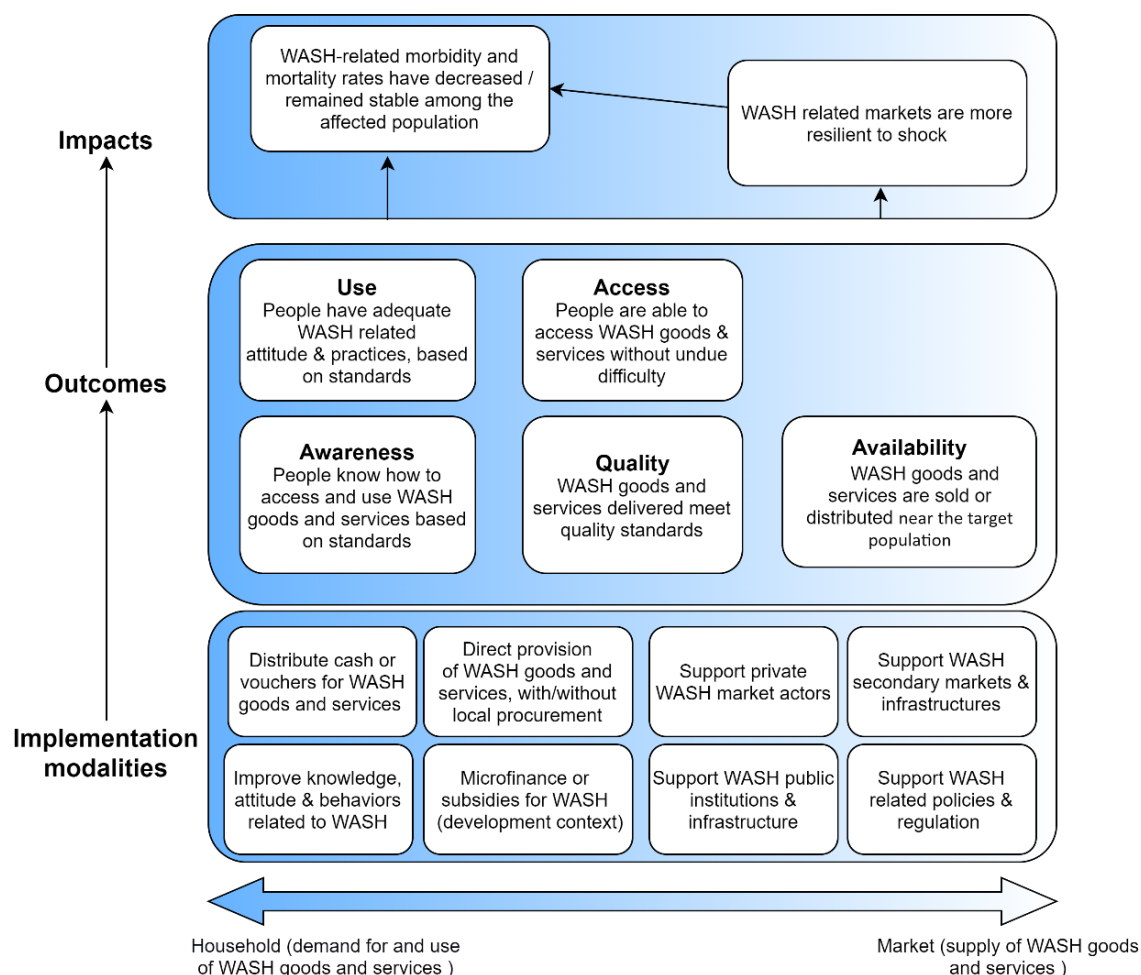 Impacts
WASH-related morbidity and
mortality rates have decreased /
remained stable among the
affected population
WASH related markets are more
resilient to shock
Outcomes
Use
People have adequate
WASH related
attitude & practices, based
on standards
Access
People are able to
access WASH goods &
services without undue
difficulty
Awareness
People know how to
access and use WASH
goods and services based
on standards
Quality
WASH goods and
services delivered meet
quality standards
Availability
WASH goods and
services are sold or
distributed near the target
population
Implementation
modalities
Distribute cash or
vouchers for WASH
goods and services
Direct provision
of WASH goods and
services, with/without
local procurement
Support private
WASH market actors
Support WASH
secondary markets &
infrastructures
Improve knowledge,
attitude & behaviors
related to WASH
Microfinance or
subsidies for WASH
(development context)
Support WASH public
institutions &
infrastructure
Support WASH
related policies &
regulation
Household (demand for and use
of WASH goods and services )
Market (supply of WASH goods
and services )